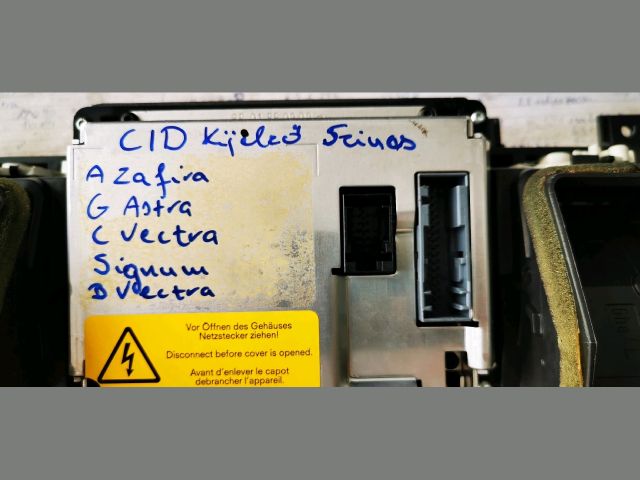 CID Kijelző Szines
A Zafira
G Astra
C Vectra
Signum
B Vectra
Vor Öffnen des Gehäuses
Netzstecker ziehen!
Disconnect before cover is opened.
Avant d'enlever le capot
debrancher l'appareil.